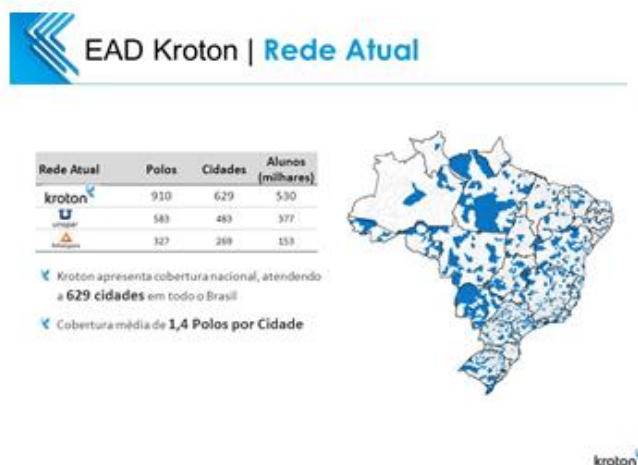 EAD Kroton | Rede Atual
Rede Atual Polos Cidades Alunos (milhares)
kroton 910 629 530
unopar 583 483 377
327 269 153
Kroton apresenta cobertura nacional, atendendo
a 629 cidades em todo o Brasil
Cobertura média de 1,4 Polos por Cidade
kroton